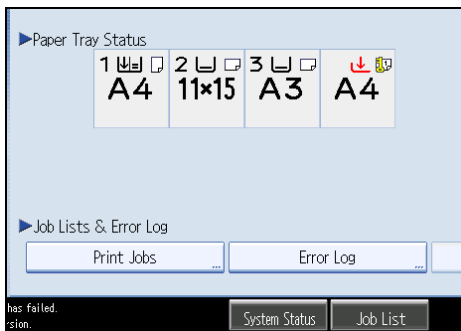 ►Paper Tray Status
1
A4
2
11×15
3
A3
A4
►Job Lists & Error Log
Print Jobs ...
Error Log ...
has failed.
rsion.
System Status
Job List